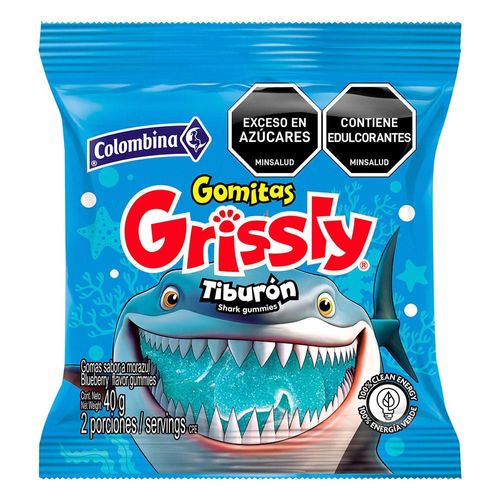 EXCESO EN
AZÚCARES
MINSALUD
CONTIENE
EDULCORANTES
MINSALUD
Colombina
®
Gomitas
Grissly®
Tiburón
Shark gummies
Gomas sabor a morazul
Blueberry flavor gummies
Cont. Neto
Net Weight 40 g
2 porciones / servings CPE
100% CLEAN ENERGY
100% ENERGÍA VERDE